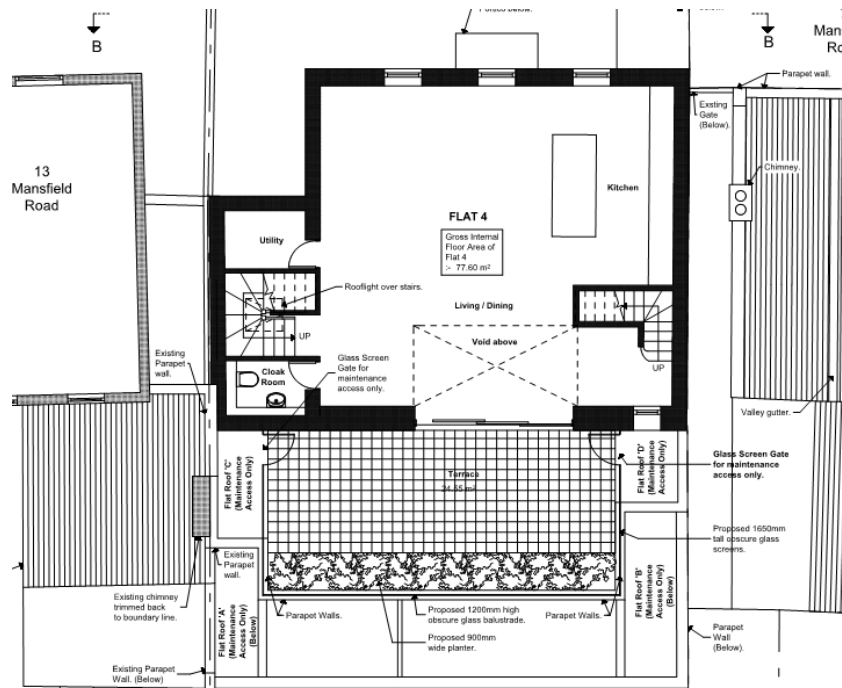 B
B
Existing
Gate
(Below).
Parapet wall.
13
Mansfield
Road
Chimney.
Kitchen
FLAT 4
Gross Internal
Floor Area of
Flat 4
:- 77.60 m²
Utility
Rooflight over stairs.
Living / Dining
UP
Void above
Existing
Parapet
wall.
Glass Screen
Gate for
maintenance
access only.
Cloak
Room
UP
Valley gutter.
Flat Roof 'C'
(Maintenance
Access Only)
Terrace
24.55 m²
Flat Roof 'D'
(Maintenance
Access Only)
Glass Screen Gate
for maintenance
access only.
Proposed 1650mm
tall obscure glass
screens.
Existing
Parapet
wall.
Existing chimney
trimmed back
to boundary line.
Flat Roof 'A'
(Maintenance
Access Only)
(Below)
Parapet Walls.
Proposed 1200mm high
obscure glass balustrade.
Parapet Walls.
Proposed 900mm
wide planter.
Flat Roof 'B'
(Maintenance
Access Only)
(Below)
Parapet
Wall
(Below).
Existing Parapet
Wall. (Below)